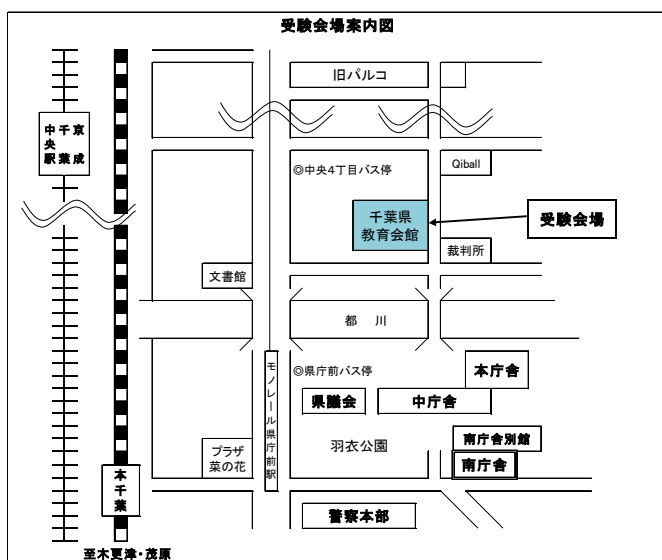 受験会場案内図
旧パルコ
京成
千葉
中央駅
◎中央4丁目バス停
Qiball
千葉県
教育会館
受験会場
裁判所
文書館
都 川
モノレール県庁前駅
◎県庁前バス停
本庁舎
県議会
中庁舎
プラザ
菜の花
羽衣公園
南庁舎別館
南庁舎
本千葉
警察本部
至木更津・茂原